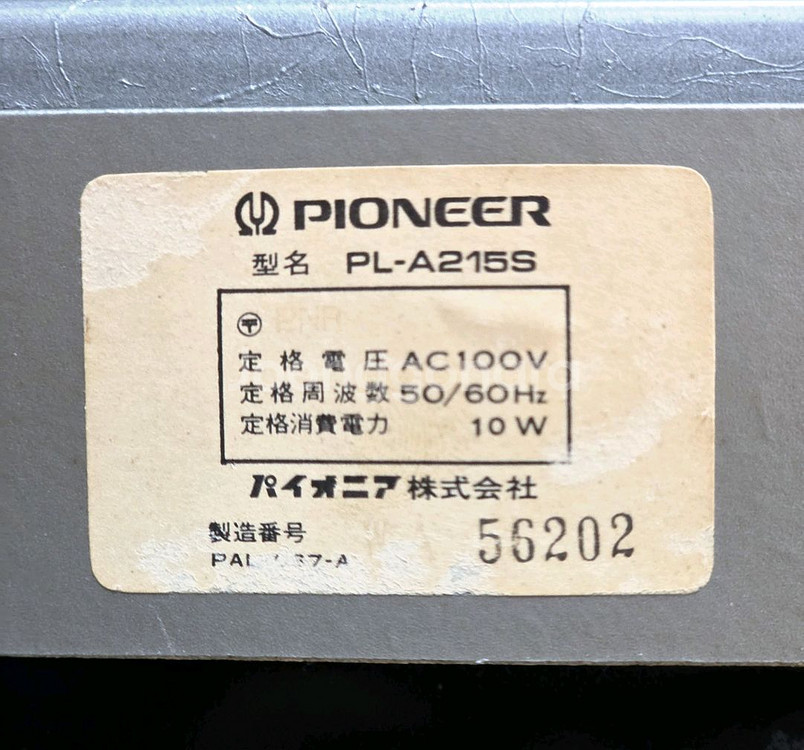 PIONEER
型名 PL-A215S
〒
定格電圧 AC100V
定格周波数 50/60Hz
定格消費電力 10W
パイオニア株式会社
製造番号 56202